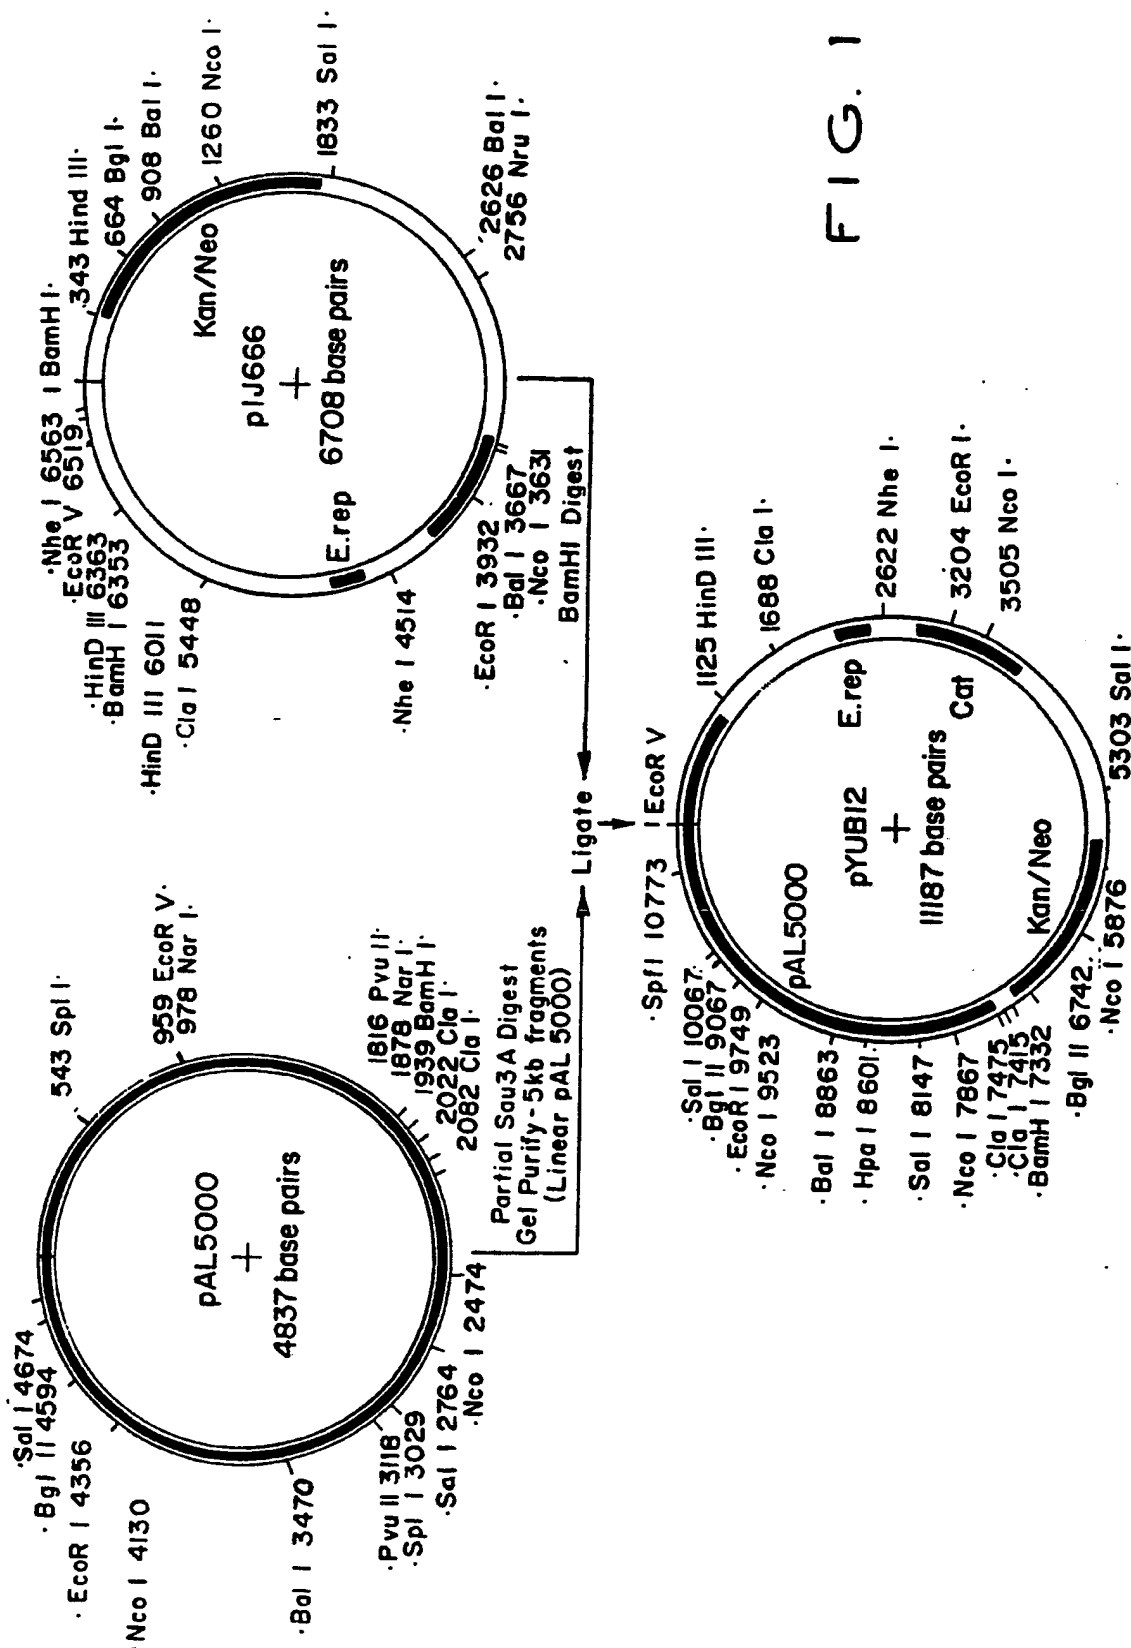 ·Sal I 4674
·Bgl II 4594
·EcoR I 4356
·Nco I 4130
·Bal I 3470
·Pvu II 3118
·Spl I 3029
·Sal I 2764
·Nco I 2474
543 Spl I·
959 EcoR V·
978 Nar I·
1816 Pvu II·
1878 Nar I·
1939 BamH I·
2022 Cla I·
2082 Cla I·
pAL5000
+
4837 base pairs
Partial Sau3A Digest
Gel Purify-5kb fragments
(Linear pAL 5000)
·Nhe I 6563
·EcoR V 6519
·HinD III 6363
·BamH I 6353
·HinD III 6011
·Cla I 5448
·Nhe I 4514
·EcoR I 3932
·Bal I 3667
·Nco I 3631
1 BamH I·
343 Hind III·
664 Bgl I·
908 Bal I·
1260 Nco I·
1833 Sal I·
2626 Bal I·
2756 Nru I·
Kan/Neo
pIJ666
+
6708 base pairs
E.rep
BamHI Digest
Ligate
1 EcoR V
·Spf I 10773
·Sal I 10067
·Bgl II 9067
·EcoR I 9749
·Nco I 9523
·Bal I 8863
·Hpa I 8601
·Sal I 8147
·Nco I 7867
·Cla I 7475
·Cla I 7415
·BamH I 7332
·Bgl II 6742
·Nco I 5876
1125 HinD III·
1688 Cla I·
2622 Nhe I·
3204 EcoR I·
3505 Nco I·
5303 Sal I·
pAL5000
pYUB12
+
11187 base pairs
E.rep
Cat
Kan/Neo
FIG. 1